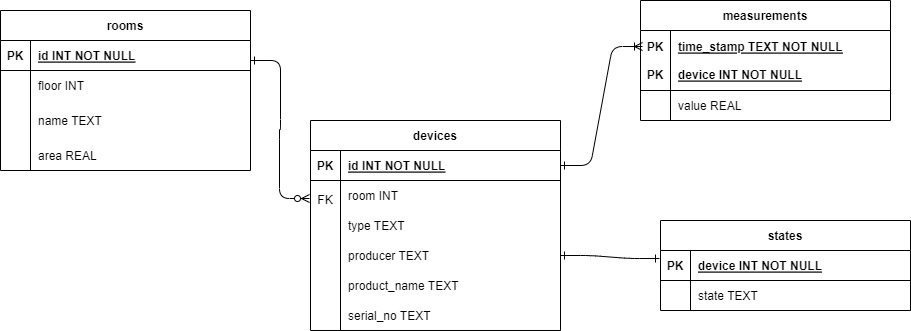 rooms
PK id INT NOT NULL
floor INT
name TEXT
area REAL
devices
PK id INT NOT NULL
FK room INT
type TEXT
producer TEXT
product_name TEXT
serial_no TEXT
measurements
PK time_stamp TEXT NOT NULL
PK device INT NOT NULL
value REAL
states
PK device INT NOT NULL
state TEXT